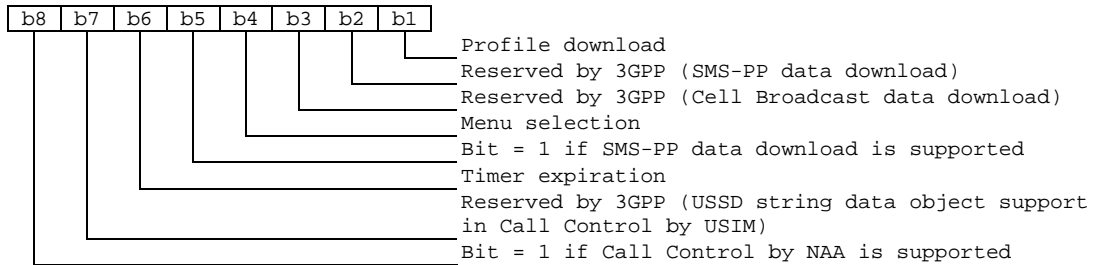 b8 b7 b6 b5 b4 b3 b2 b1
Profile download
Reserved by 3GPP (SMS-PP data download)
Reserved by 3GPP (Cell Broadcast data download)
Menu selection
Bit = 1 if SMS-PP data download is supported
Timer expiration
Reserved by 3GPP (USSD string data object support
in Call Control by USIM)
Bit = 1 if Call Control by NAA is supported